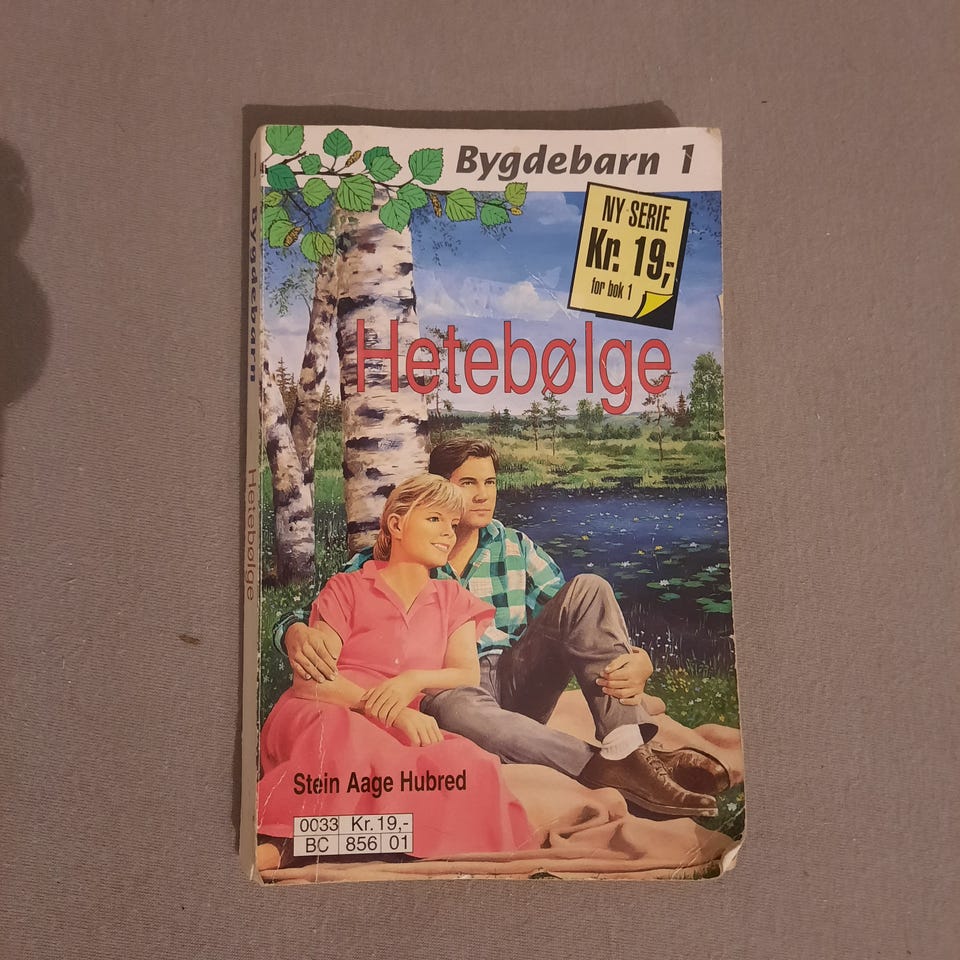 Bygdebarn 1
NY SERIE
Kr. 19,-
for bok 1
Hetebølge
Stein Aage Hubred
0033 Kr. 19,-
BC 856 01
Bygdebarn
Hetebølge